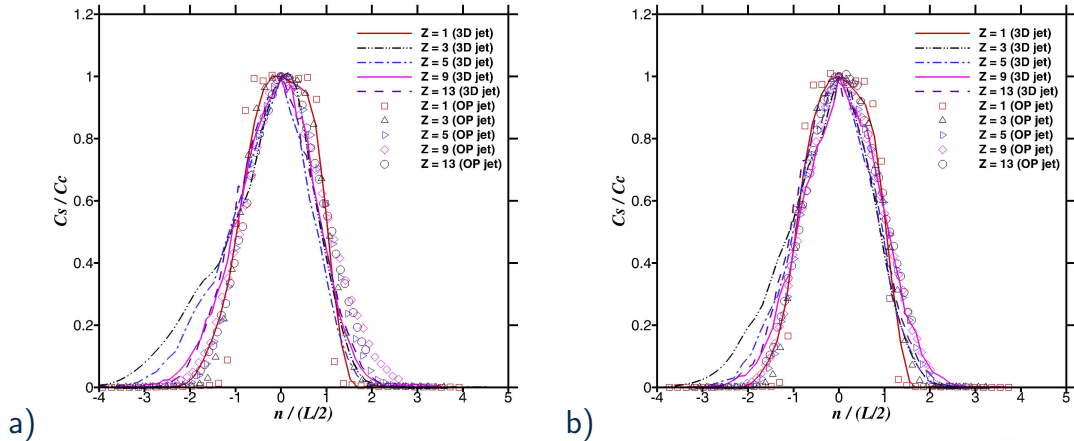 1.2
1
0.8
0.6
0.4
0.2
0
Cs / Cc
-4 -3 -2 -1 0 1 2 3 4 5
n / (L/2)
Z = 1 (3D jet)
Z = 3 (3D jet)
Z = 5 (3D jet)
Z = 9 (3D jet)
Z = 13 (3D jet)
Z = 1 (OP jet)
Z = 3 (OP jet)
Z = 5 (OP jet)
Z = 9 (OP jet)
Z = 13 (OP jet)
a)
1.2
1
0.8
0.6
0.4
0.2
0
Cs / Cc
-4 -3 -2 -1 0 1 2 3 4 5
n / (L/2)
Z = 1 (3D jet)
Z = 3 (3D jet)
Z = 5 (3D jet)
Z = 9 (3D jet)
Z = 13 (3D jet)
Z = 1 (OP jet)
Z = 3 (OP jet)
Z = 5 (OP jet)
Z = 9 (OP jet)
Z = 13 (OP jet)
b)